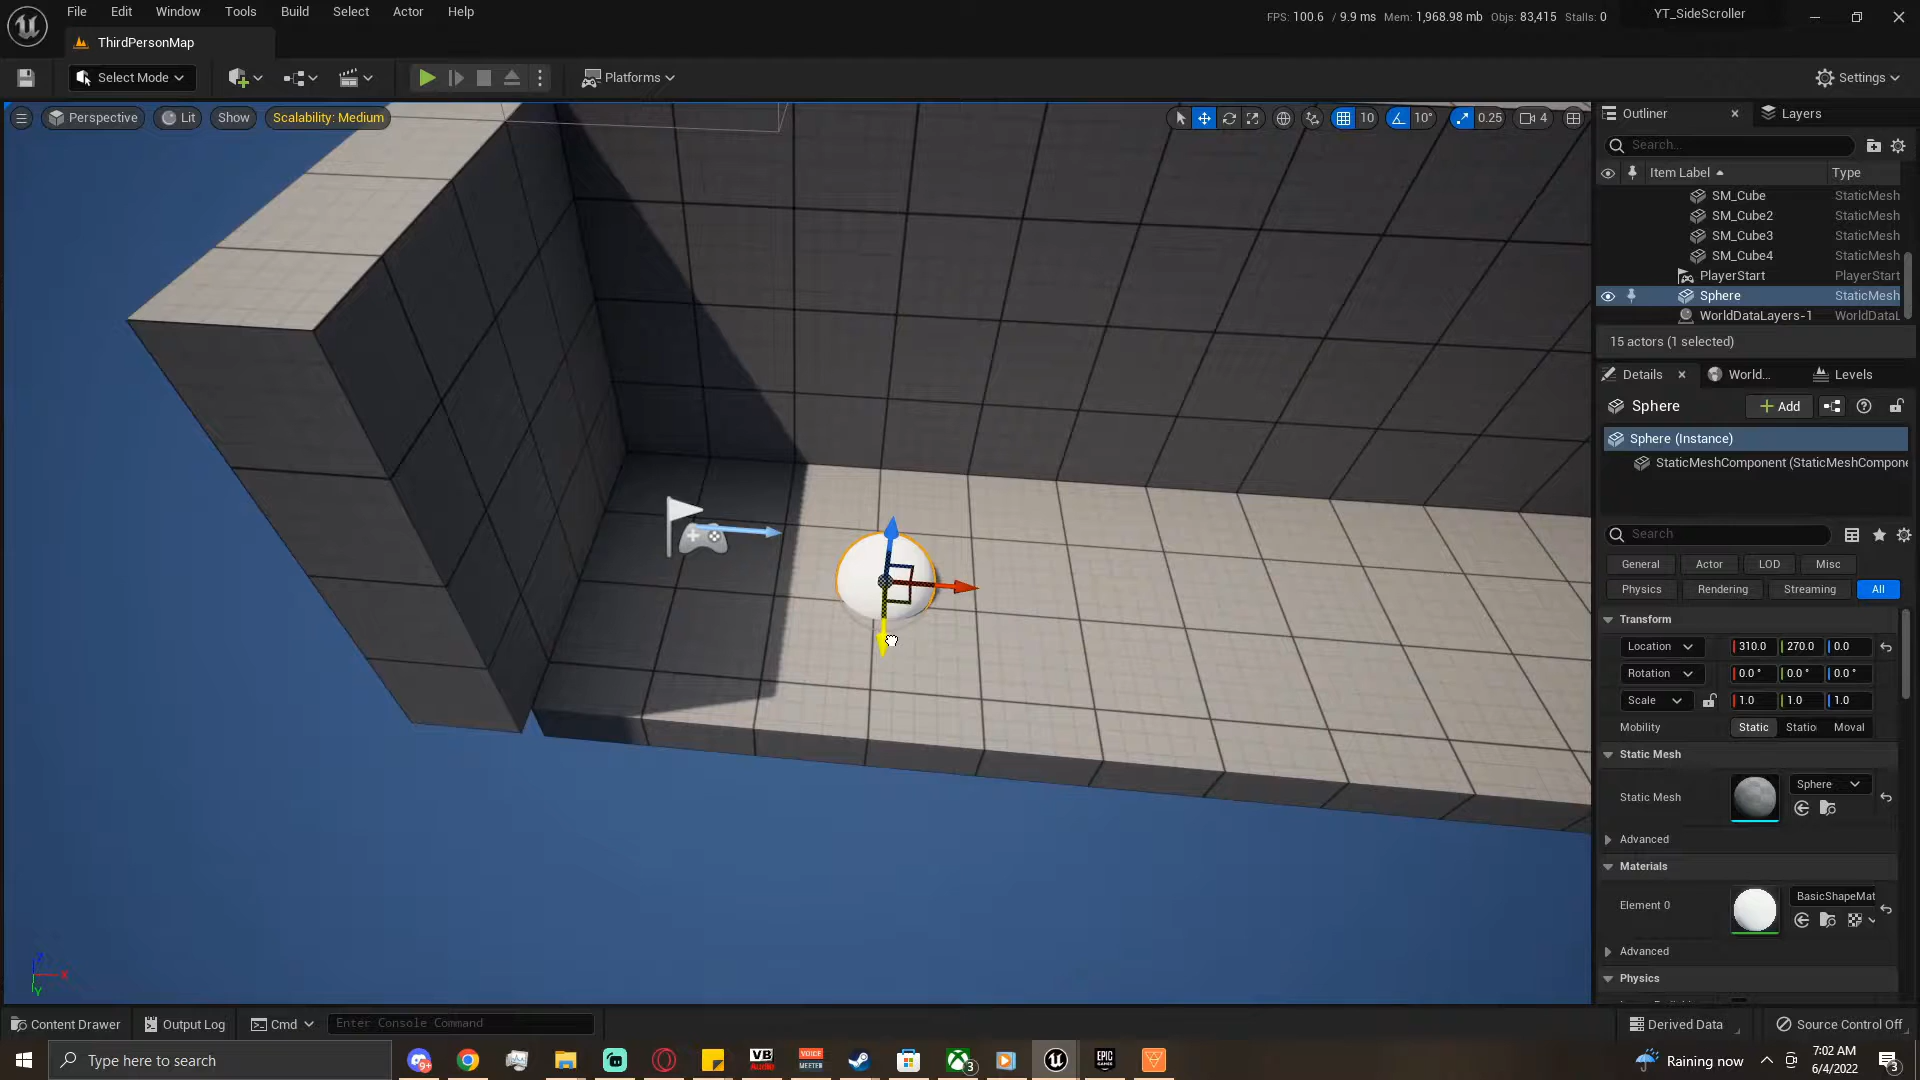 File Edit Window Tools Build Select Actor Help
FPS: 100.6 / 9.9 ms Mem: 1,968.98 mb Objs: 83,415 Stalls: 0
YT_SideScroller
ThirdPersonMap
Select Mode
Platforms
Settings
Perspective Lit Show Scalability: Medium
10 10° 0.25 4
Outliner Layers
Search...
Item Label Type
SM_Cube StaticMesh
SM_Cube2 StaticMesh
SM_Cube3 StaticMesh
SM_Cube4 StaticMesh
PlayerStart PlayerStart
Sphere StaticMesh
WorldDataLayers-1 WorldDataL
15 actors (1 selected)
Details World... Levels
Sphere
Add
Sphere (Instance)
StaticMeshComponent (StaticMeshCompone
Search
General Actor LOD Misc
Physics Rendering Streaming All
Transform
Location 310.0 270.0 0.0
Rotation 0.0 ° 0.0 ° 0.0 °
Scale 1.0 1.0 1.0
Mobility Static Statio Moval
Static Mesh
Static Mesh Sphere
Advanced
Materials
Element 0 BasicShapeMat
Advanced
Physics
Z
X
Y
Content Drawer Output Log Cmd Enter Console Command
Derived Data Source Control Off
Type here to search
9+
VB
AUDIO
VOICE
MEETER
3
EPIC
GAMES
Raining now
7:02 AM
6/4/2022
3